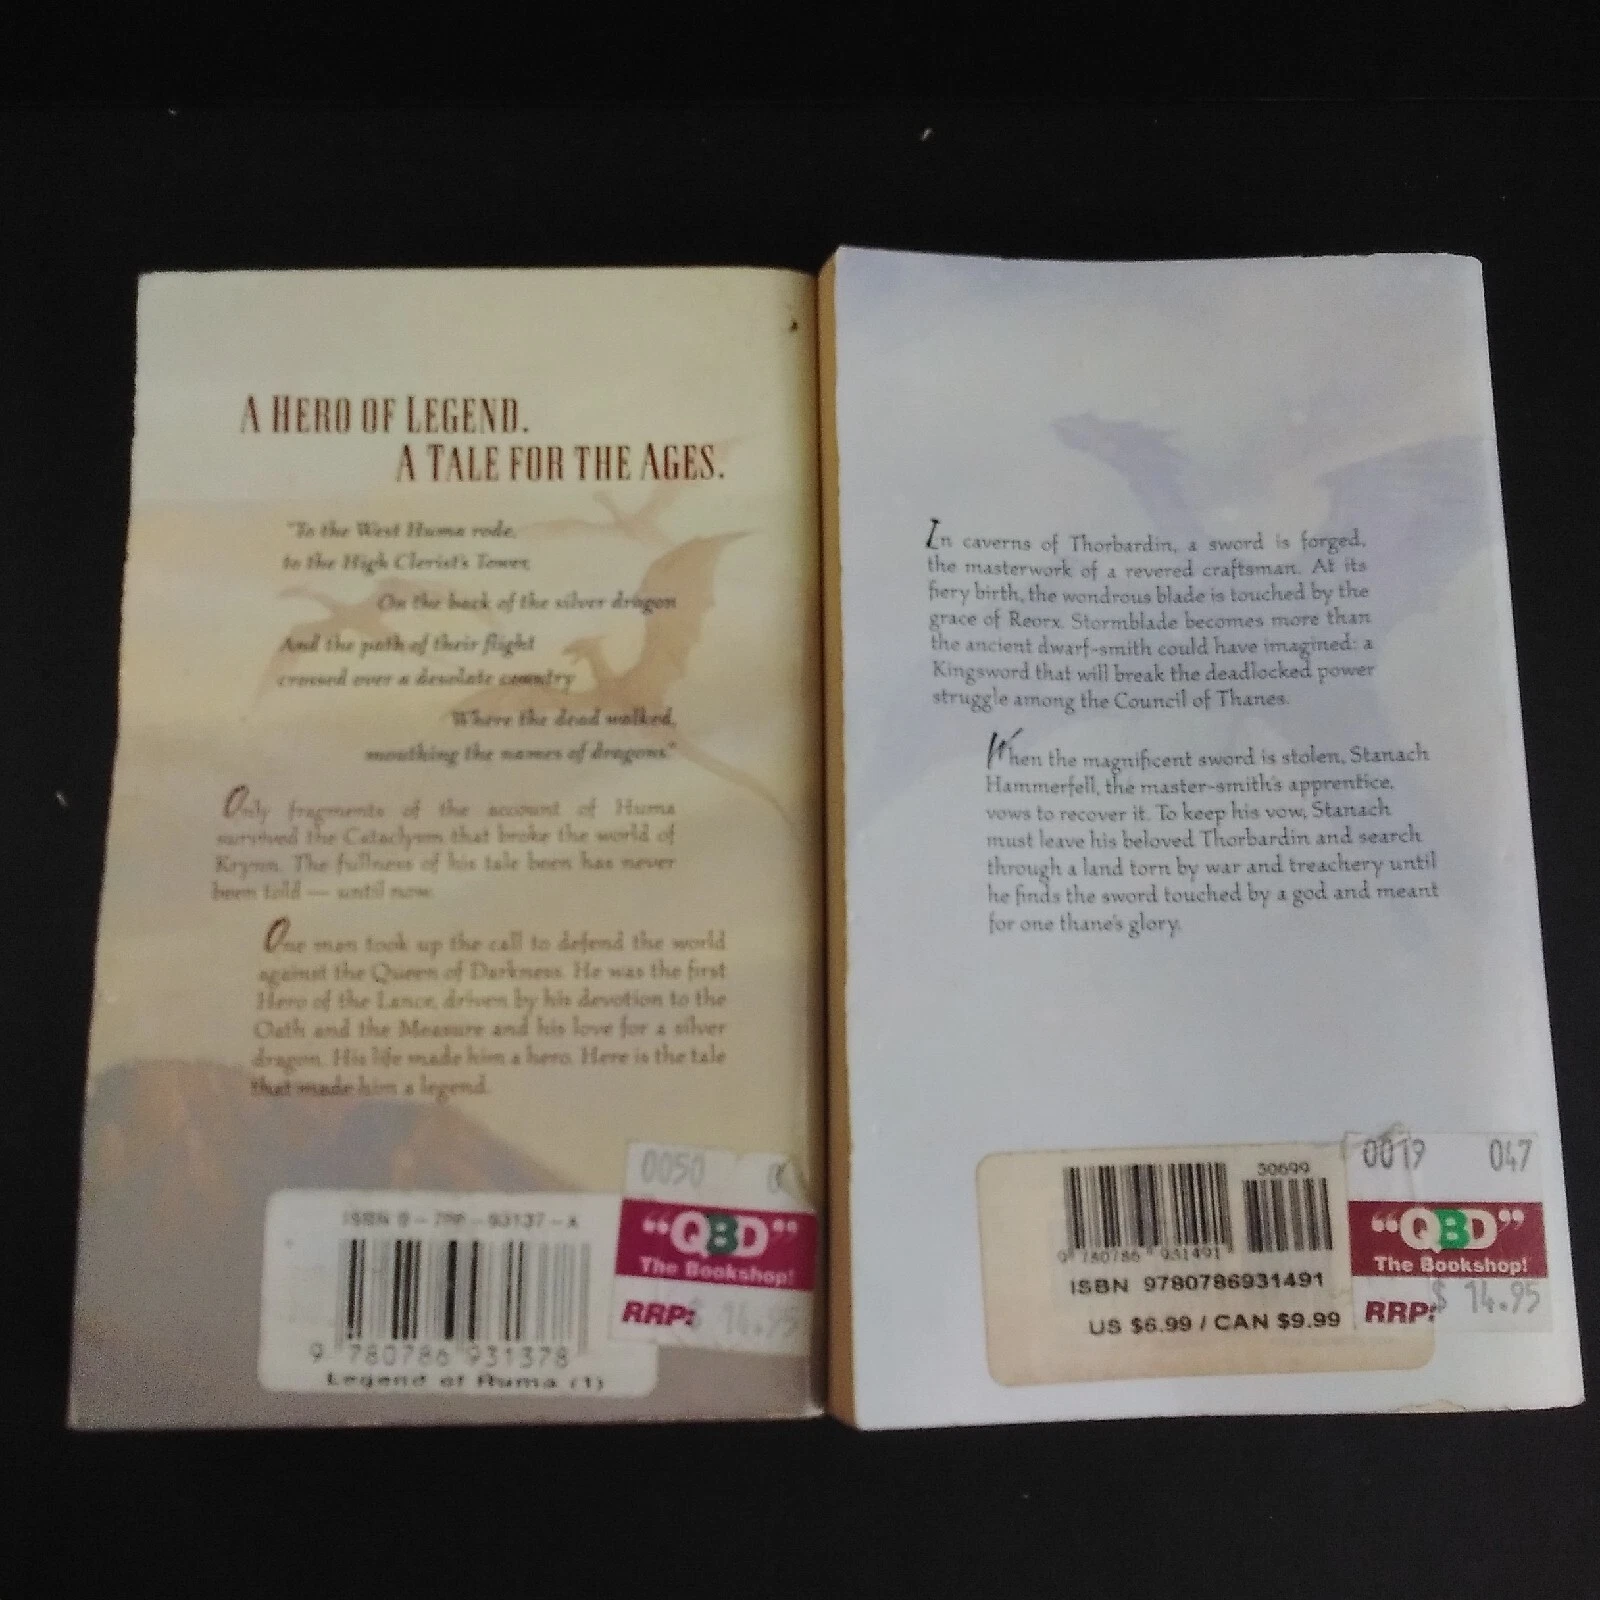 A HERO OF LEGEND.
A TALE FOR THE AGES.
"To the West Huma rode,
to the High Clerist's Tower,
On the back of the silver dragon
And the path of their flight
crossed over a desolate country
Where the dead walked,
mouthing the names of dragons."
Only fragments of the account of Huma
survived the Cataclysm that broke the world of
Krynn. The fullness of his tale been has never
been told — until now.
One man took up the call to defend the world
against the Queen of Darkness. He was the first
Hero of the Lance, driven by his devotion to the
Oath and the Measure and his love for a silver
dragon. His life made him a hero. Here is the tale
that made him a legend.
0050
"QBD"
The Bookshop!
RRP: $ 14.95
ISBN 0-786-93137-X
9 780786 931378
Legend of Huma (1)
In caverns of Thorbardin, a sword is forged,
the masterwork of a revered craftsman. At its
fiery birth, the wondrous blade is touched by the
grace of Reorx. Stormblade becomes more than
the ancient dwarf-smith could have imagined: a
Kingsword that will break the deadlocked power
struggle among the Council of Thanes.
When the magnificent sword is stolen, Stanach
Hammerfell, the master-smith's apprentice,
vows to recover it. To keep his vow, Stanach
must leave his beloved Thorbardin and search
through a land torn by war and treachery until
he finds the sword touched by a god and meant
for one thane's glory.
0019 047
"QBD"
The Bookshop!
RRP: $ 14.95
50699
9 780786 931491
ISBN 9780786931491
US $6.99 / CAN $9.99